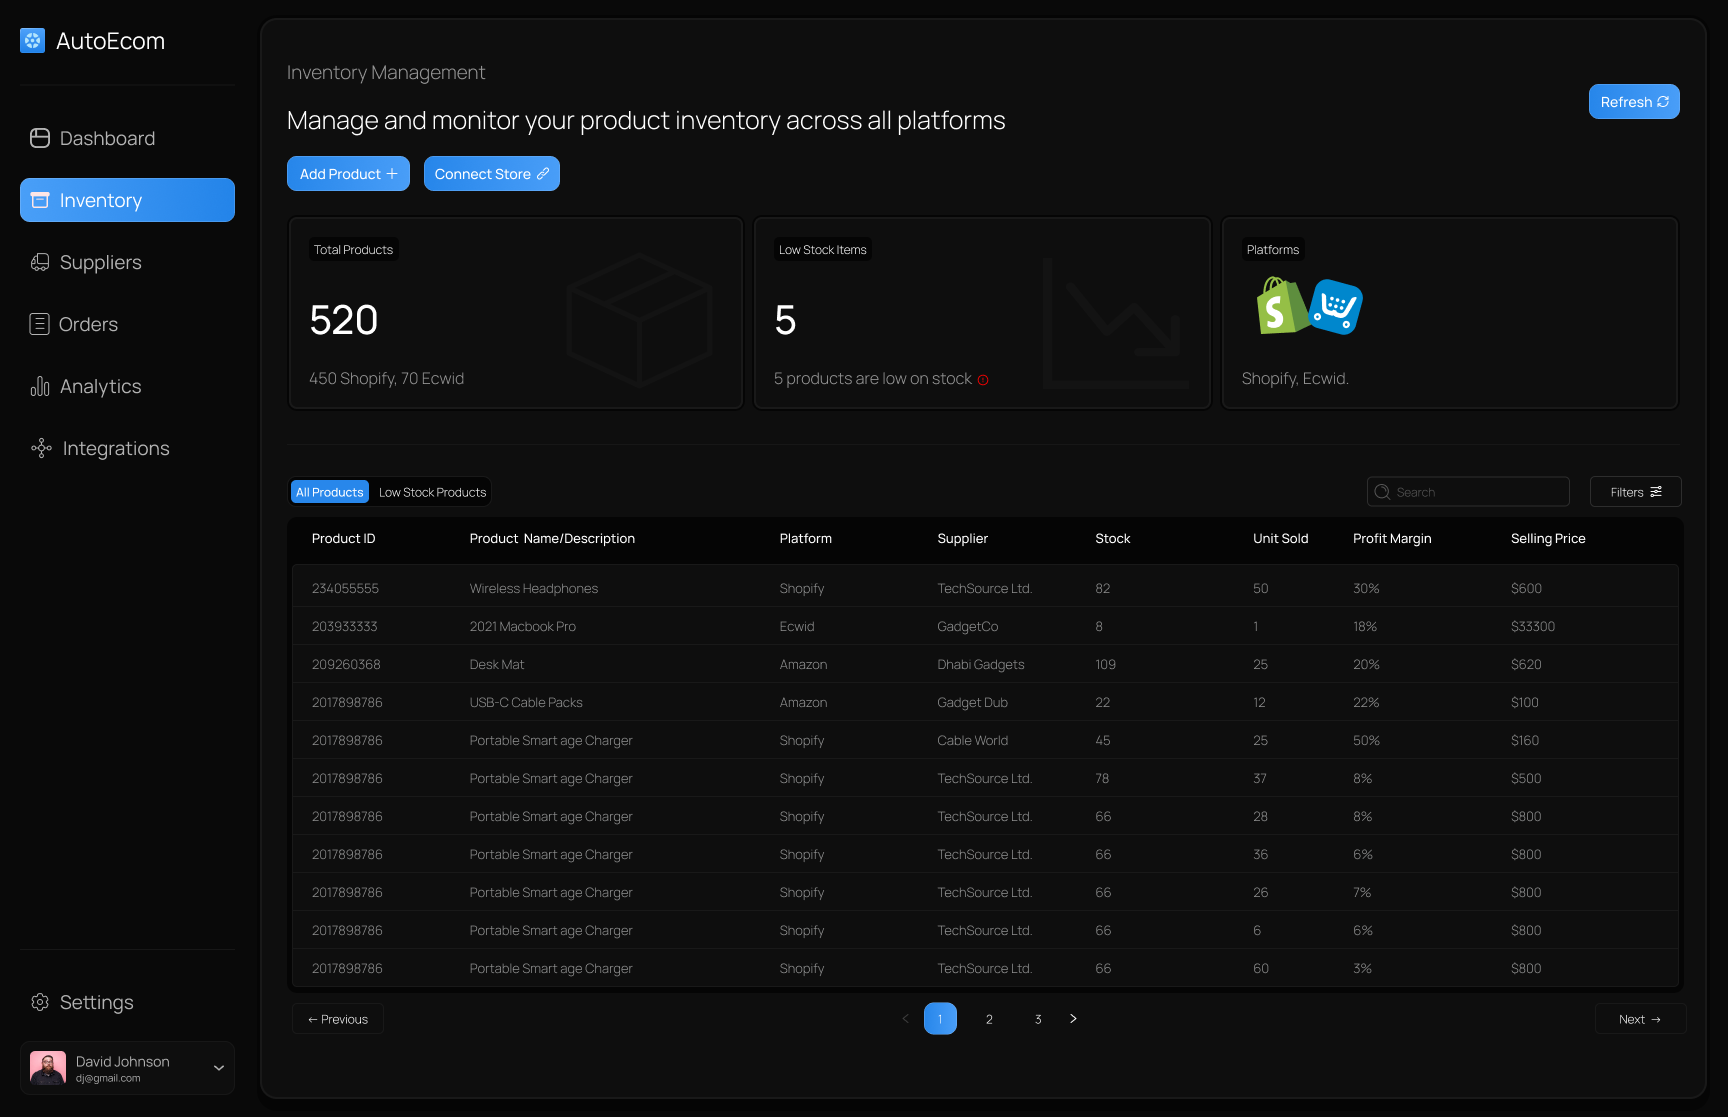 AutoEcom
Dashboard
Inventory
Suppliers
Orders
Analytics
Integrations
Settings
David Johnson
dj@gmail.com
Inventory Management
Manage and monitor your product inventory across all platforms
Refresh
Add Product
Connect Store
Total Products
520
450 Shopify, 70 Ecwid
Low Stock Items
5
5 products are low on stock
Platforms
Shopify, Ecwid.
All Products Low Stock Products
Search
Filters
Product ID Product Name/Description Platform Supplier Stock Unit Sold Profit Margin Selling Price
234055555 Wireless Headphones Shopify TechSource Ltd. 82 50 30% $600
203933333 2021 Macbook Pro Ecwid GadgetCo 8 1 18% $33300
209260368 Desk Mat Amazon Dhabi Gadgets 109 25 20% $620
2017898786 USB-C Cable Packs Amazon Gadget Dub 22 12 22% $100
2017898786 Portable Smart age Charger Shopify Cable World 45 25 50% $160
2017898786 Portable Smart age Charger Shopify TechSource Ltd. 78 37 8% $500
2017898786 Portable Smart age Charger Shopify TechSource Ltd. 66 28 8% $800
2017898786 Portable Smart age Charger Shopify TechSource Ltd. 66 36 6% $800
2017898786 Portable Smart age Charger Shopify TechSource Ltd. 66 26 7% $800
2017898786 Portable Smart age Charger Shopify TechSource Ltd. 66 6 6% $800
2017898786 Portable Smart age Charger Shopify TechSource Ltd. 66 60 3% $800
← Previous
< 1 2 3 >
Next →